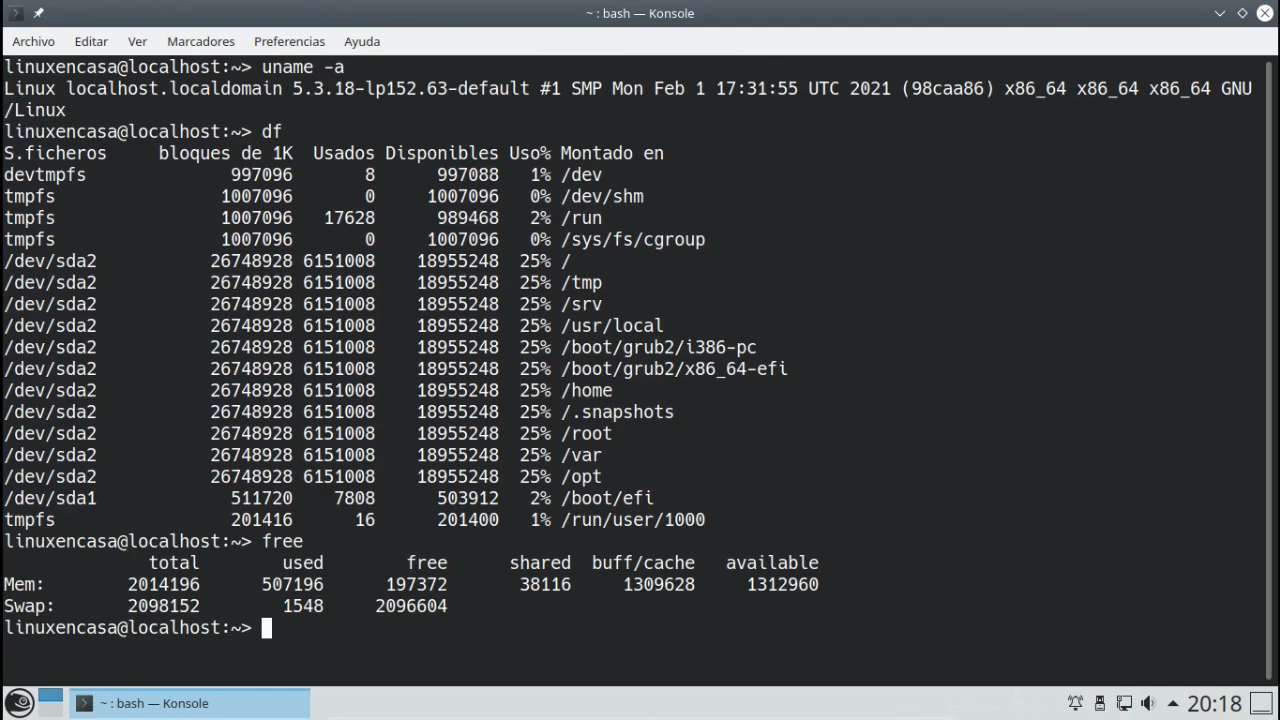 ~ : bash — Konsole
Archivo Editar Ver Marcadores Preferencias Ayuda
linuxencasa@localhost:~> uname -a
Linux localhost.localdomain 5.3.18-lp152.63-default #1 SMP Mon Feb 1 17:31:55 UTC 2021 (98caa86) x86_64 x86_64 x86_64 GNU
/Linux
linuxencasa@localhost:~> df
S.ficheros     bloques de 1K  Usados Disponibles Uso% Montado en
devtmpfs              997096       8      997088   1% /dev
tmpfs                1007096       0     1007096   0% /dev/shm
tmpfs                1007096   17628      989468   2% /run
tmpfs                1007096       0     1007096   0% /sys/fs/cgroup
/dev/sda2           26748928 6151008    18955248  25% /
/dev/sda2           26748928 6151008    18955248  25% /tmp
/dev/sda2           26748928 6151008    18955248  25% /srv
/dev/sda2           26748928 6151008    18955248  25% /usr/local
/dev/sda2           26748928 6151008    18955248  25% /boot/grub2/i386-pc
/dev/sda2           26748928 6151008    18955248  25% /boot/grub2/x86_64-efi
/dev/sda2           26748928 6151008    18955248  25% /home
/dev/sda2           26748928 6151008    18955248  25% /.snapshots
/dev/sda2           26748928 6151008    18955248  25% /root
/dev/sda2           26748928 6151008    18955248  25% /var
/dev/sda2           26748928 6151008    18955248  25% /opt
/dev/sda1             511720    7808      503912   2% /boot/efi
tmpfs                 201416      16      201400   1% /run/user/1000
linuxencasa@localhost:~> free
              total        used        free      shared  buff/cache   available
Mem:        2014196      507196      197372       38116     1309628     1312960
Swap:       2098152        1548     2096604
linuxencasa@localhost:~>
~ : bash — Konsole 20:18